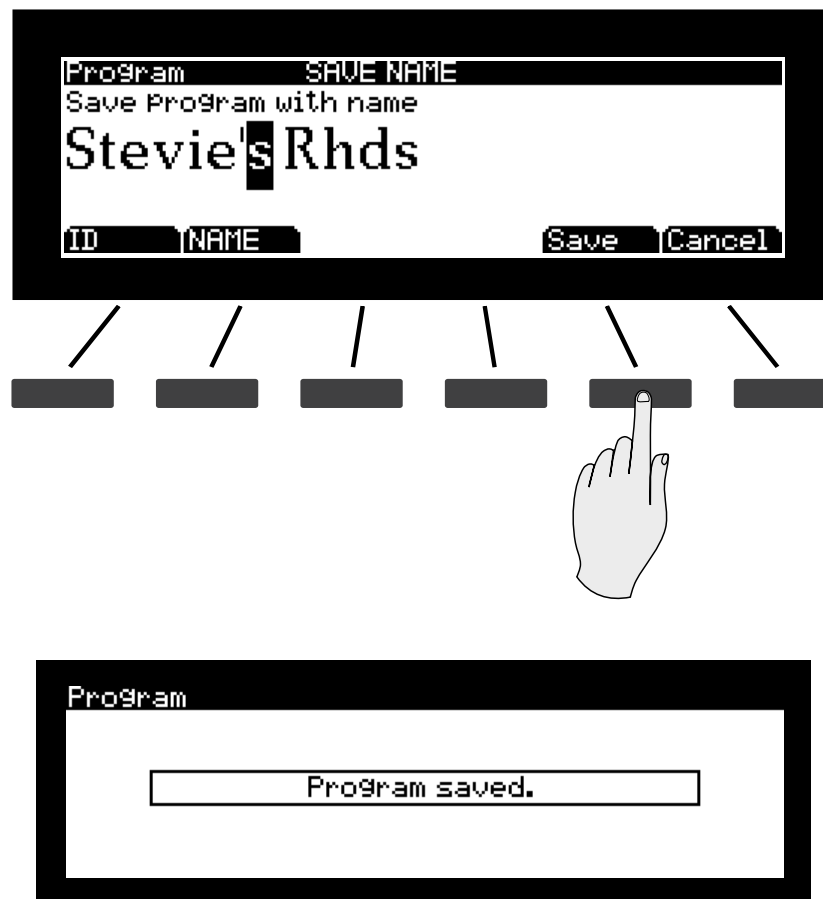 Program SAVE NAME
Save Program with name
Stevie's Rhds
ID NAME Save Cancel
Program
Program saved.